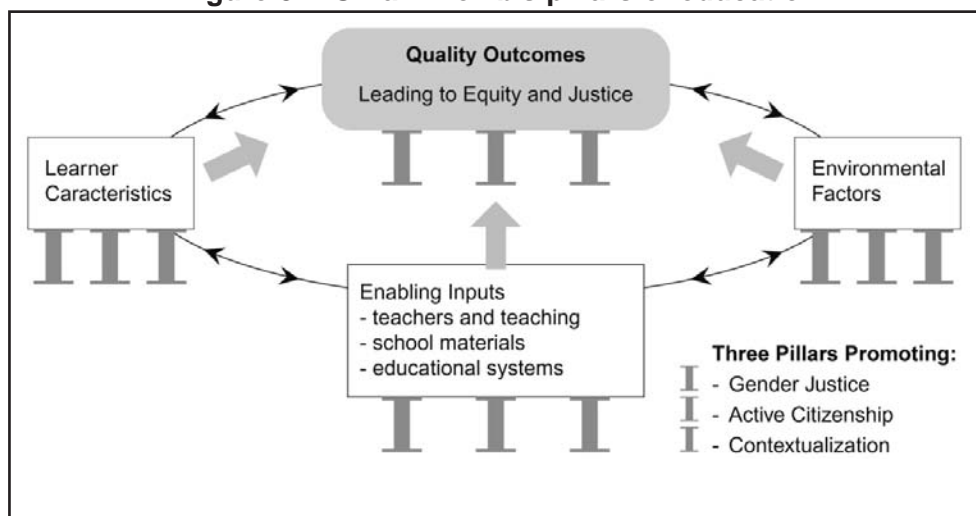 Quality Outcomes
Leading to Equity and Justice
Learner
Caracteristics
Environmental
Factors
Enabling Inputs
- teachers and teaching
- school materials
- educational systems
Three Pillars Promoting:
- Gender Justice
- Active Citizenship
- Contextualization